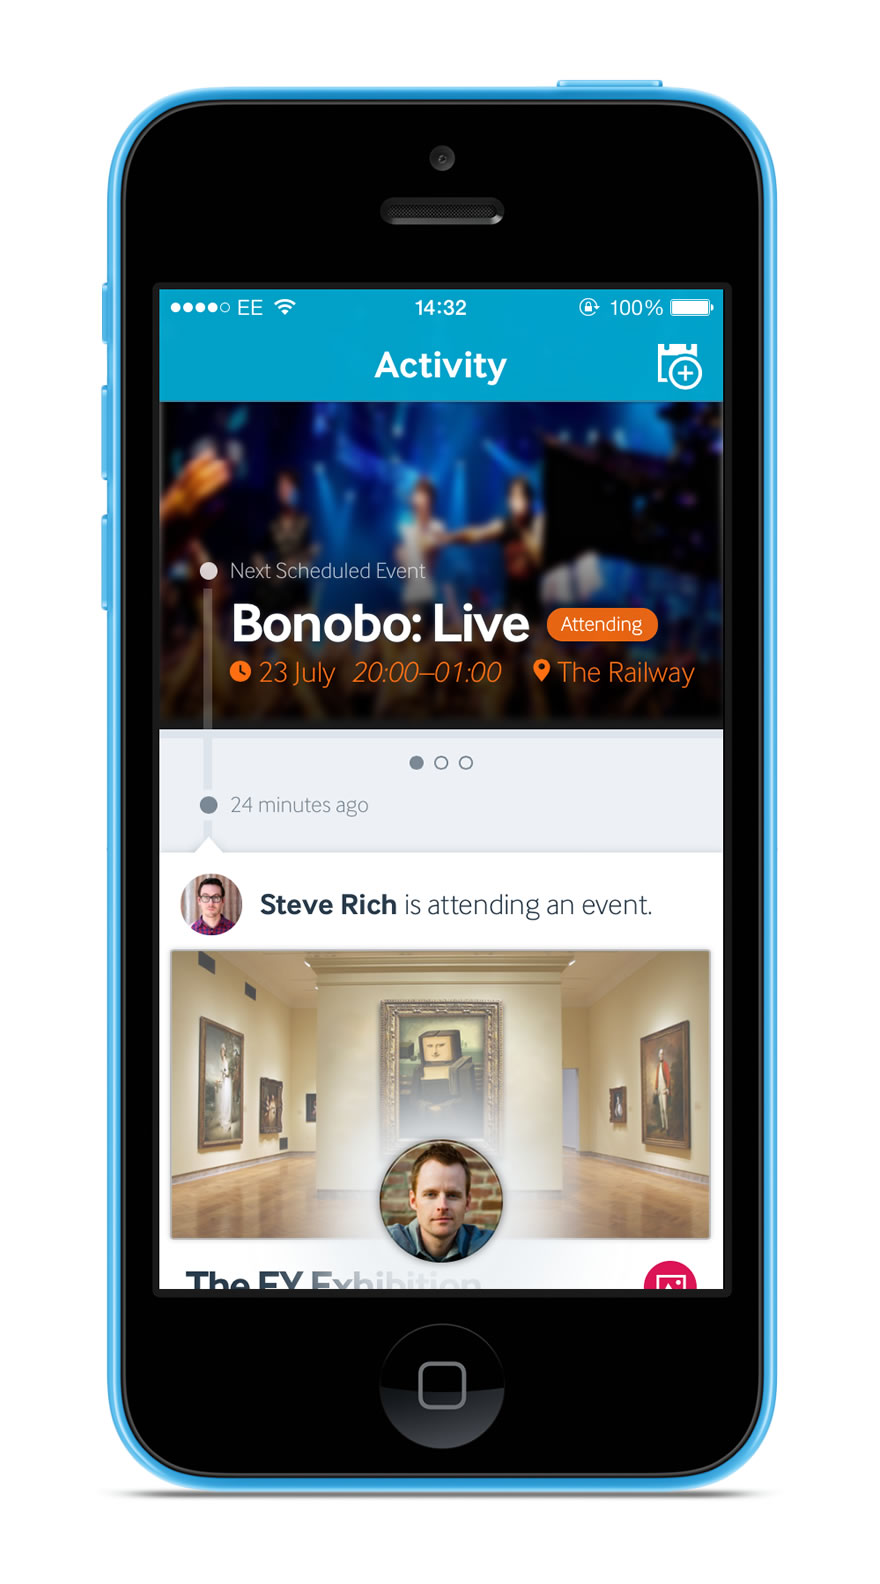 EE 14:32 100%
Activity
Next Scheduled Event
Bonobo: Live Attending
23 July 20:00–01:00 The Railway
24 minutes ago
Steve Rich is attending an event.
The EY Exhibition